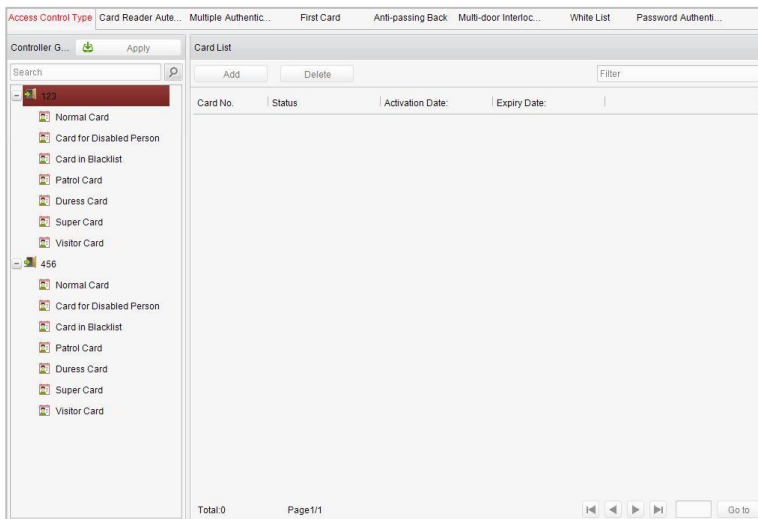 Access Control Type Card Reader Aute... Multiple Authentic... First Card Anti-passing Back Multi-door Interloc... White List Password Authenti...
Controller G... Apply
Search
123
Normal Card
Card for Disabled Person
Card in Blacklist
Patrol Card
Duress Card
Super Card
Visitor Card
456
Normal Card
Card for Disabled Person
Card in Blacklist
Patrol Card
Duress Card
Super Card
Visitor Card
Card List
Add Delete Filter
Card No. Status Activation Date: Expiry Date:
Total:0 Page1/1 Go to